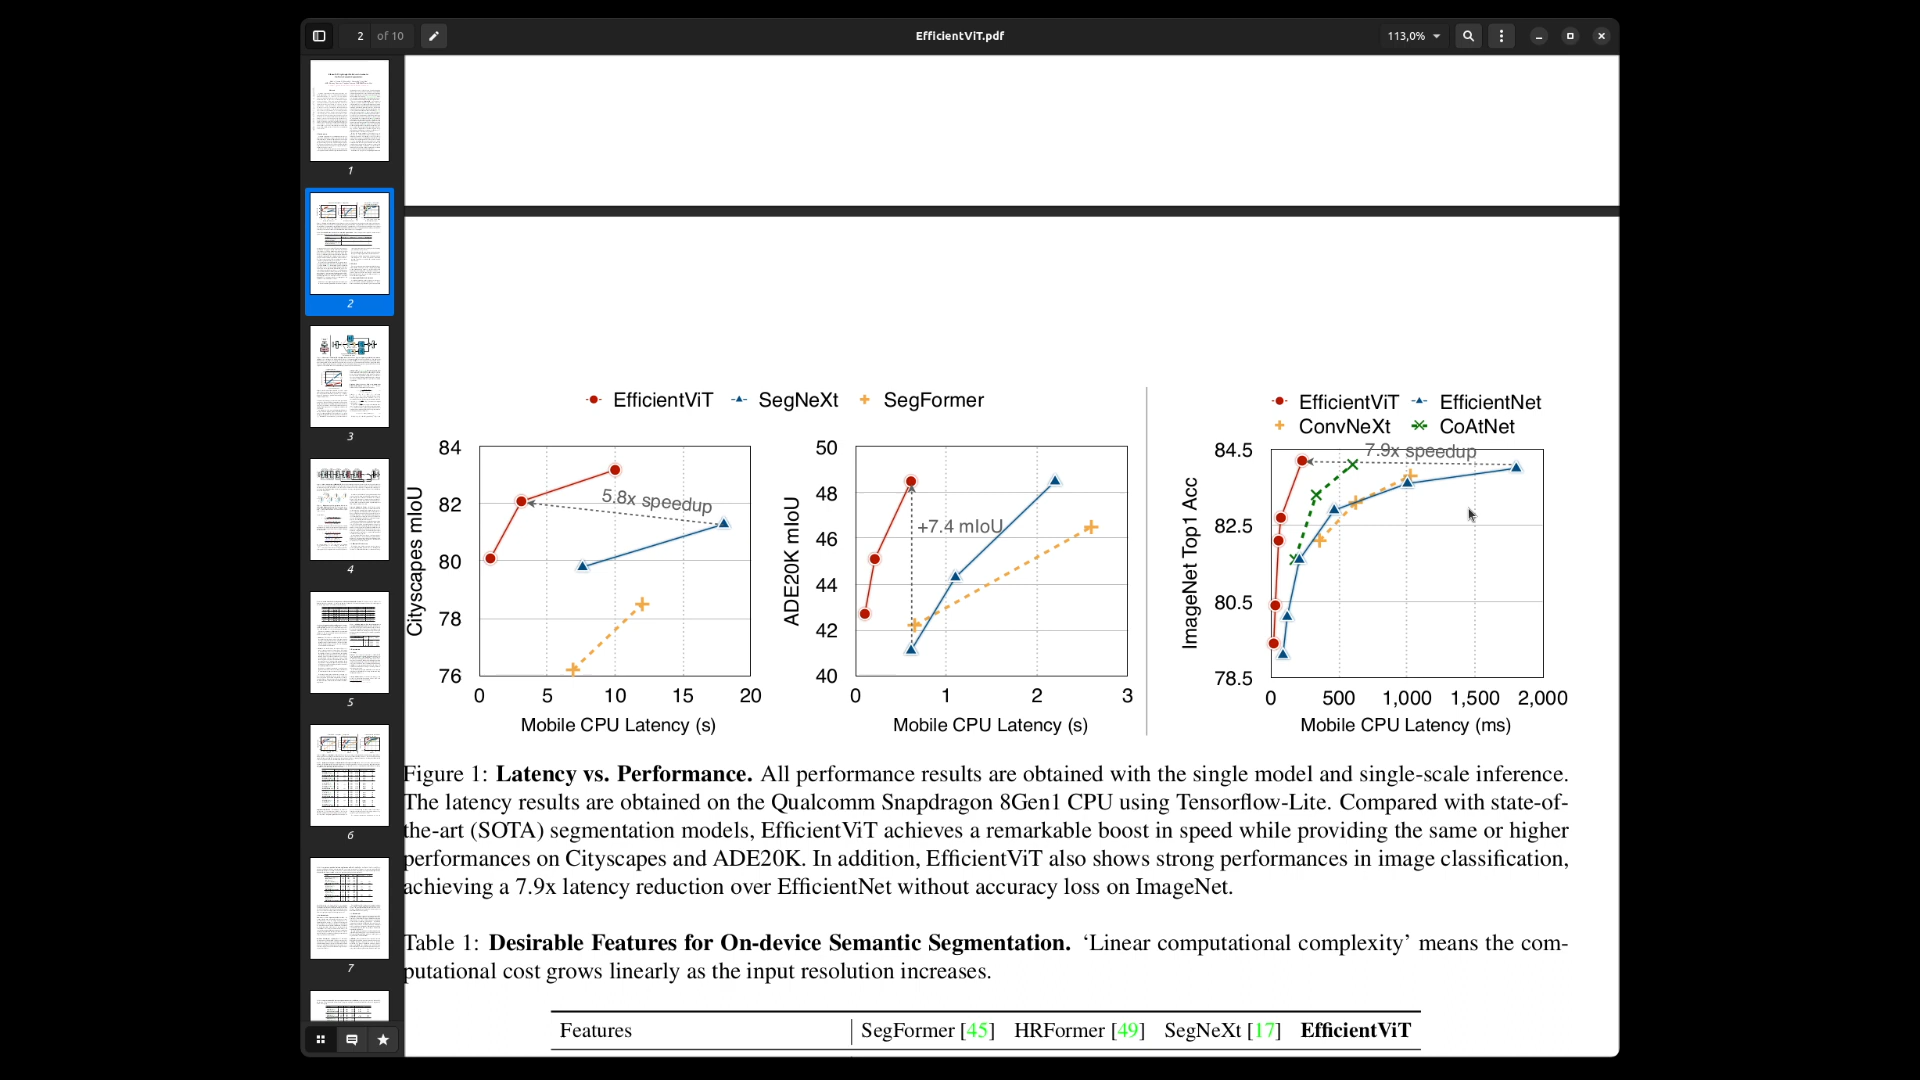 2 of 10
EfficientViT.pdf
113,0%
1
2
3
4
5
6
7
EfficientViT SegNeXt SegFormer
84
82
80
78
76
Cityscapes mIoU
5.8x speedup
0 5 10 15 20
Mobile CPU Latency (s)
50
48
46
44
42
40
ADE20K mIoU
+7.4 mIoU
0 1 2 3
Mobile CPU Latency (s)
EfficientViT EfficientNet
ConvNeXt CoAtNet
7.9x speedup
84.5
82.5
80.5
78.5
ImageNet Top1 Acc
0 500 1,000 1,500 2,000
Mobile CPU Latency (ms)
Figure 1: Latency vs. Performance. All performance results are obtained with the single model and single-scale inference.
The latency results are obtained on the Qualcomm Snapdragon 8Gen1 CPU using Tensorflow-Lite. Compared with state-of-
the-art (SOTA) segmentation models, EfficientViT achieves a remarkable boost in speed while providing the same or higher
performances on Cityscapes and ADE20K. In addition, EfficientViT also shows strong performances in image classification,
achieving a 7.9x latency reduction over EfficientNet without accuracy loss on ImageNet.
Table 1: Desirable Features for On-device Semantic Segmentation. ‘Linear computational complexity’ means the com-
putational cost grows linearly as the input resolution increases.
Features SegFormer [45] HRFormer [49] SegNeXt [17] EfficientViT